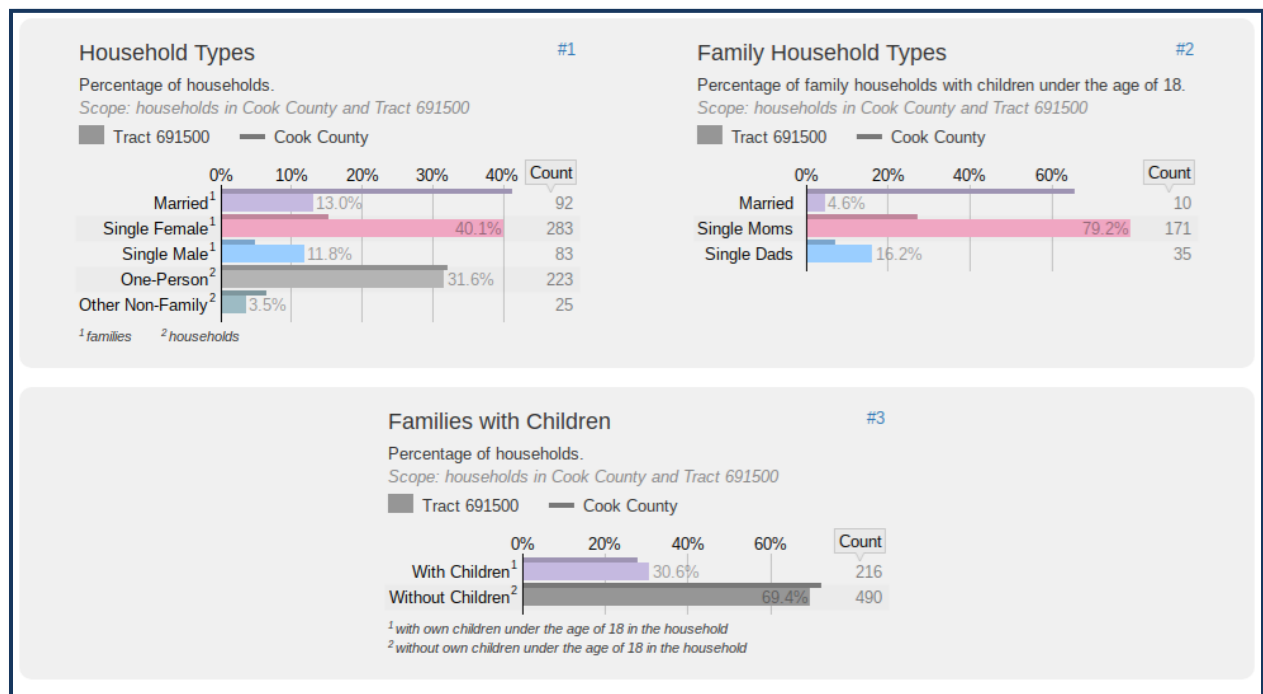 Household Types #1
Percentage of households.
Scope: households in Cook County and Tract 691500
Tract 691500 Cook County
0% 10% 20% 30% 40% Count
Married1 13.0% 92
Single Female1 40.1% 283
Single Male1 11.8% 83
One-Person2 31.6% 223
Other Non-Family2 3.5% 25
1 families 2 households
Family Household Types #2
Percentage of family households with children under the age of 18.
Scope: households in Cook County and Tract 691500
Tract 691500 Cook County
0% 20% 40% 60% Count
Married 4.6% 10
Single Moms 79.2% 171
Single Dads 16.2% 35
Families with Children #3
Percentage of households.
Scope: households in Cook County and Tract 691500
Tract 691500 Cook County
0% 20% 40% 60% Count
With Children1 30.6% 216
Without Children2 69.4% 490
1 with own children under the age of 18 in the household
2 without own children under the age of 18 in the household